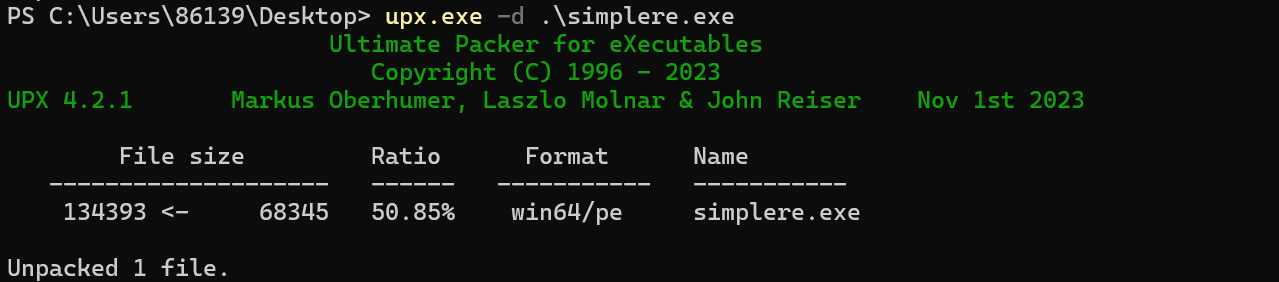 PS C:\Users\86139\Desktop> upx.exe -d .\simplere.exe
Ultimate Packer for eXecutables
Copyright (C) 1996 - 2023
UPX 4.2.1       Markus Oberhumer, Laszlo Molnar & John Reiser    Nov 1st 2023
File size         Ratio      Format      Name
--------------------   ------   -----------   -----------
134393 <-     68345   50.85%    win64/pe     simplere.exe
Unpacked 1 file.